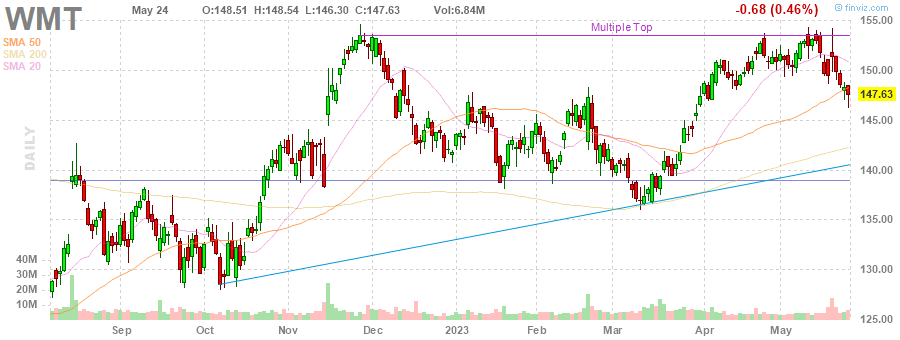 WMT May 24 O:148.51 H:148.54 L:146.30 C:147.63 Vol:6.84M -0.68 (0.46%) © finviz.com
SMA 50
SMA 200
SMA 20
Multiple Top
DAILY
155.00
150.00
147.63
145.00
140.00
135.00
130.00
125.00
40M
30M
20M
10M
Sep Oct Nov Dec 2023 Feb Mar Apr May